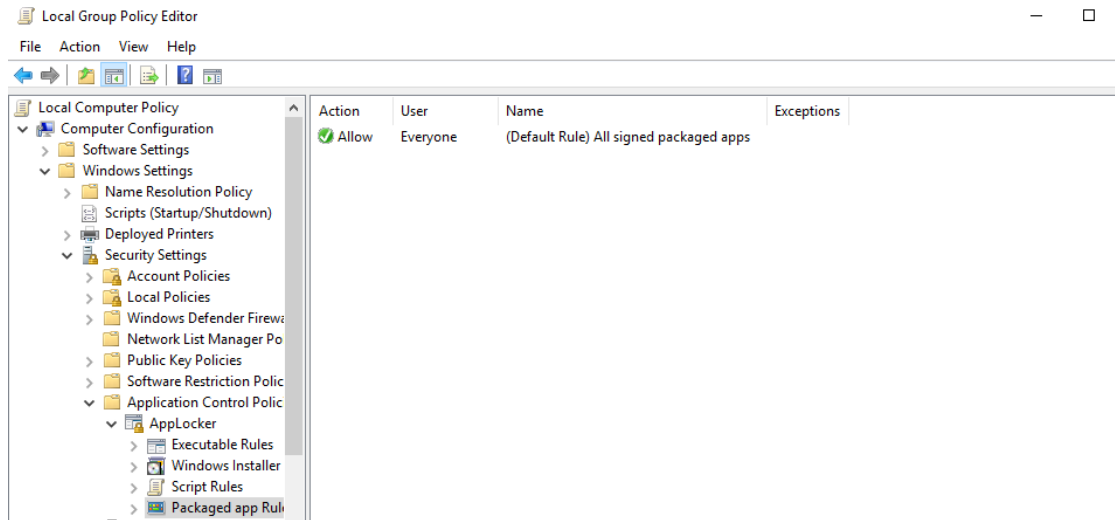 Local Group Policy Editor
File Action View Help
Local Computer Policy
Computer Configuration
Software Settings
Windows Settings
Name Resolution Policy
Scripts (Startup/Shutdown)
Deployed Printers
Security Settings
Account Policies
Local Policies
Windows Defender Firewa
Network List Manager Po
Public Key Policies
Software Restriction Polic
Application Control Polic
AppLocker
Executable Rules
Windows Installer
Script Rules
Packaged app Rul
Action User Name Exceptions
Allow Everyone (Default Rule) All signed packaged apps